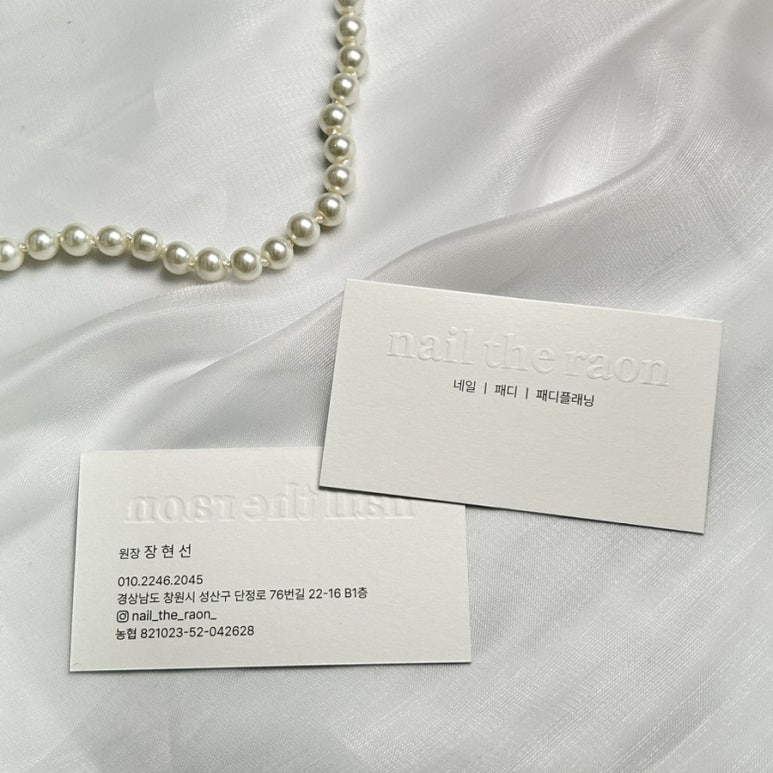 nail the raon
네일 | 패디 | 패디플래닝
nail the raon
원장 장현선
010.2246.2045
경상남도 창원시 성산구 단정로 76번길 22-16 B1층
nail_the_raon_
농협 821023-52-042628